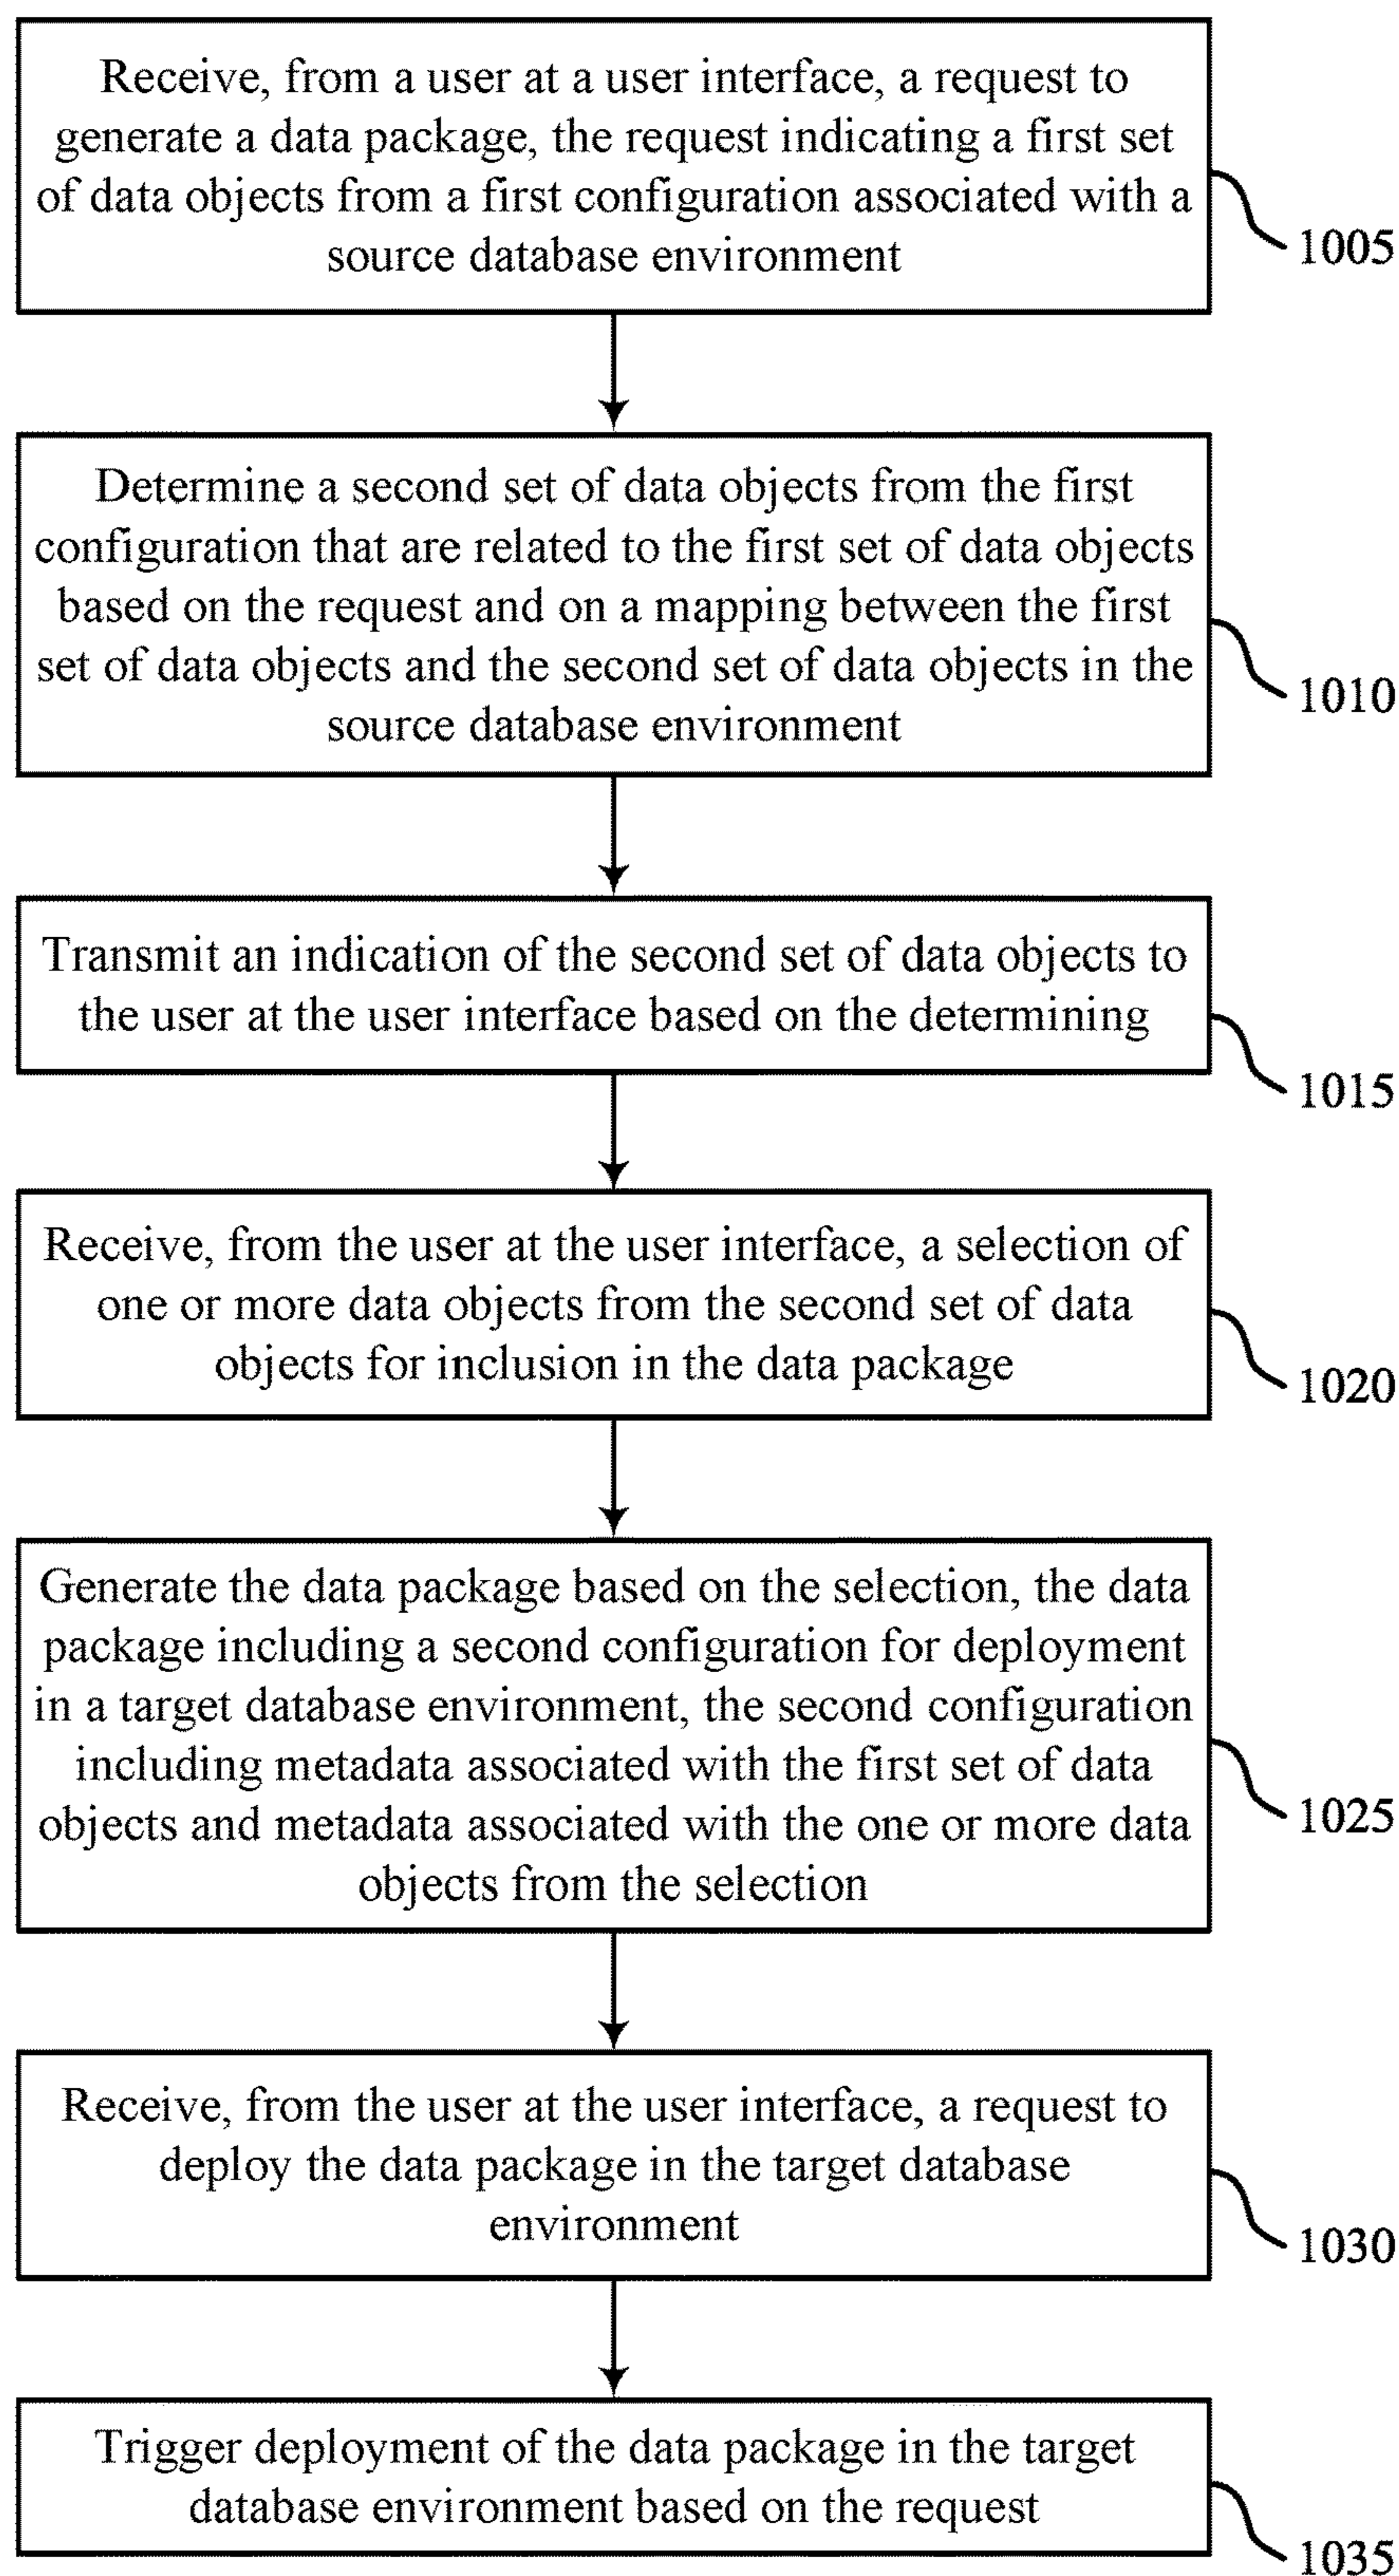 Receive, from a user at a user interface, a request to
generate a data package, the request indicating a first set
of data objects from a first configuration associated with a
source database environment
1005
Determine a second set of data objects from the first
configuration that are related to the first set of data objects
based on the request and on a mapping between the first
set of data objects and the second set of data objects in the
source database environment
1010
Transmit an indication of the second set of data objects to
the user at the user interface based on the determining
1015
Receive, from the user at the user interface, a selection of
one or more data objects from the second set of data
objects for inclusion in the data package
1020
Generate the data package based on the selection, the data
package including a second configuration for deployment
in a target database environment, the second configuration
including metadata associated with the first set of data
objects and metadata associated with the one or more data
objects from the selection
1025
Receive, from the user at the user interface, a request to
deploy the data package in the target database
environment
1030
Trigger deployment of the data package in the target
database environment based on the request
1035